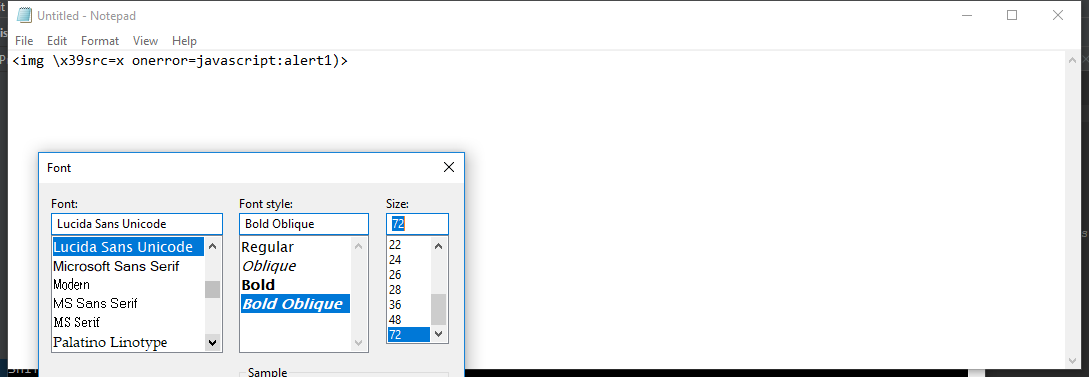 Untitled - Notepad
File Edit Format View Help
<img \x39src=x onerror=javascript:alert1)>
Font
Font: Font style: Size:
Lucida Sans Unicode Bold Oblique 72
Lucida Sans Unicode Regular 22
Microsoft Sans Serif Oblique 24
Modern Bold 26
MS Sans Serif Bold Oblique 28
MS Serif 36
Palatino Linotype 48
72
Sample